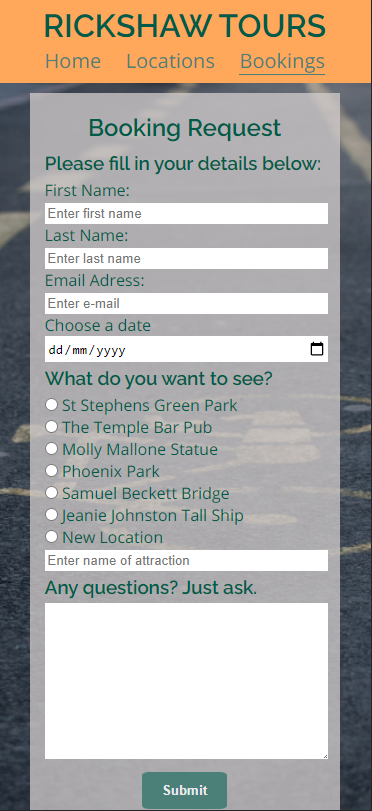 RICKSHAW TOURS
Home Locations Bookings
Booking Request
Please fill in your details below:
First Name:
Enter first name
Last Name:
Enter last name
Email Adress:
Enter e-mail
Choose a date
dd/mm/yyyy
What do you want to see?
St Stephens Green Park
The Temple Bar Pub
Molly Mallone Statue
Phoenix Park
Samuel Beckett Bridge
Jeanie Johnston Tall Ship
New Location
Enter name of attraction
Any questions? Just ask.
Submit